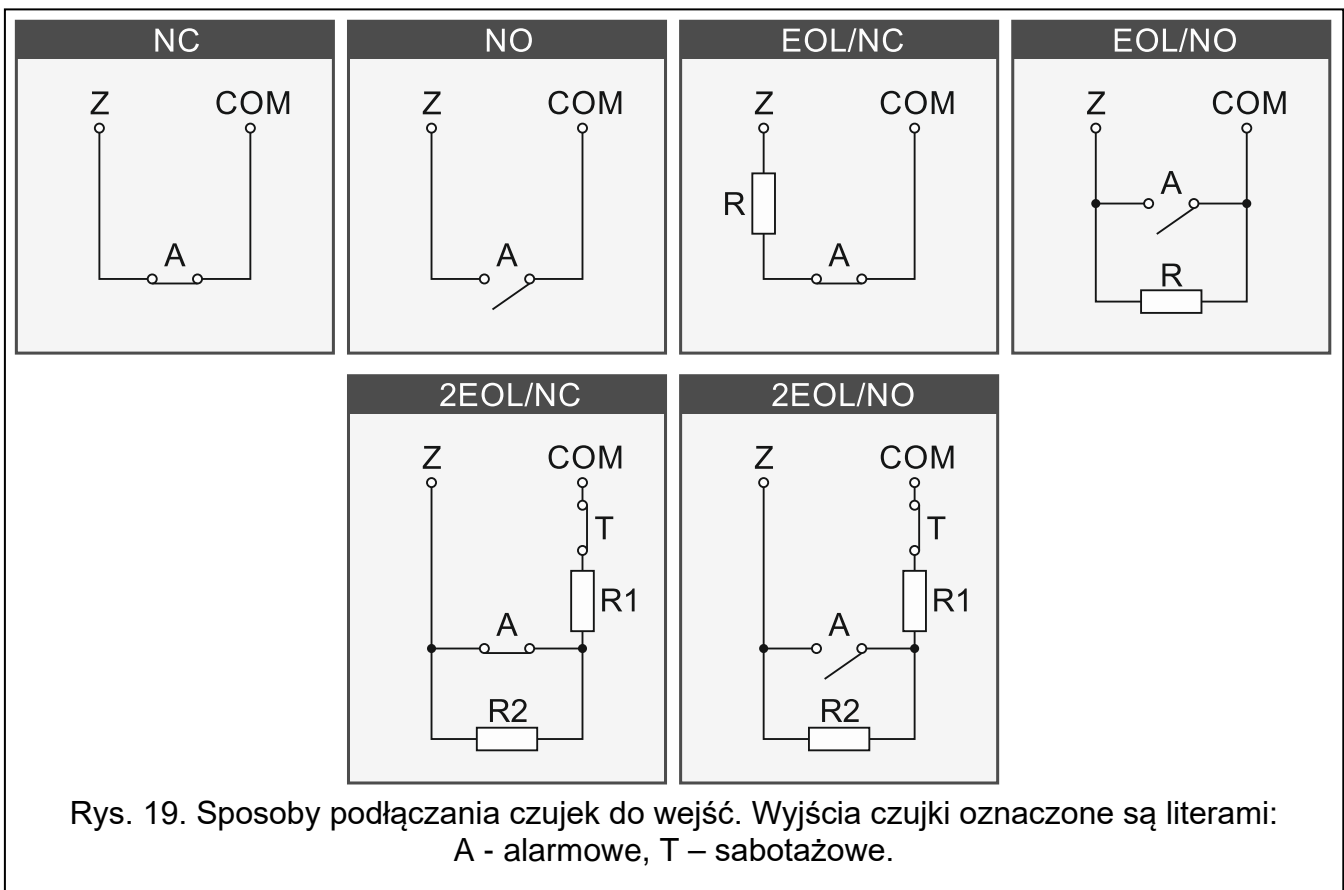 NC
Z COM
A
NO
Z COM
A
EOL/NC
Z COM
R
A
EOL/NO
Z COM
A
R
2EOL/NC
Z COM
T
R1
A
R2
2EOL/NO
Z COM
T
R1
A
R2
Rys. 19. Sposoby podłączania czujek do wejść. Wyjścia czujki oznaczone są literami:
A - alarmowe, T – sabotażowe.